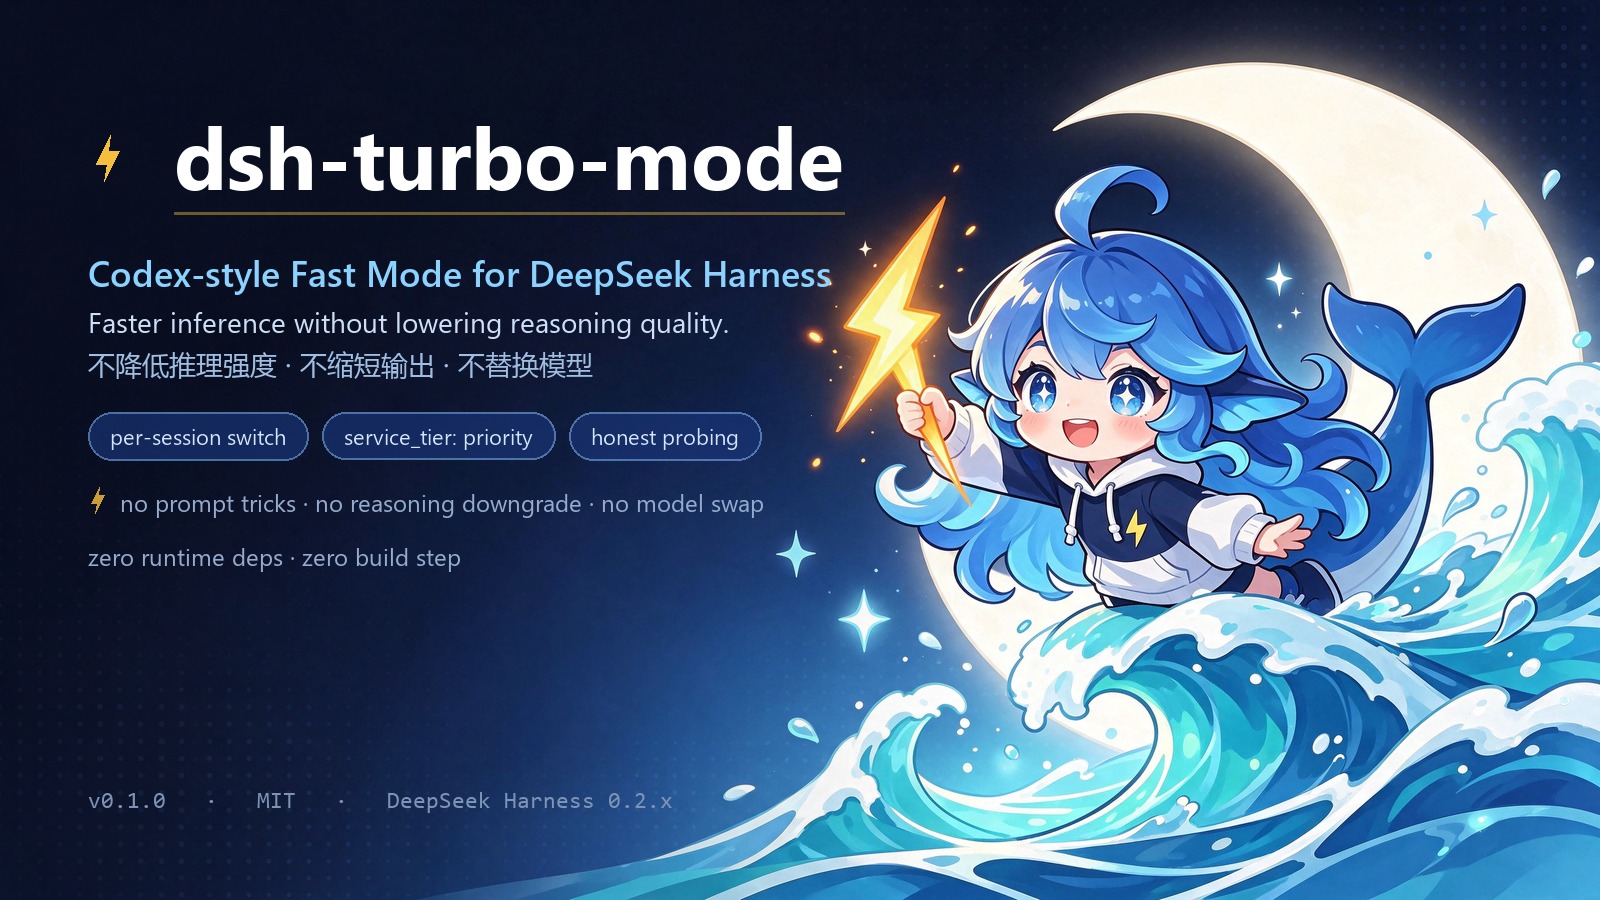 dsh-turbo-mode
Codex-style Fast Mode for DeepSeek Harness
Faster inference without lowering reasoning quality.
不降低推理强度 · 不缩短输出 · 不替换模型
per-session switch service_tier: priority honest probing
no prompt tricks · no reasoning downgrade · no model swap
zero runtime deps · zero build step
v0.1.0 · MIT · DeepSeek Harness 0.2.x